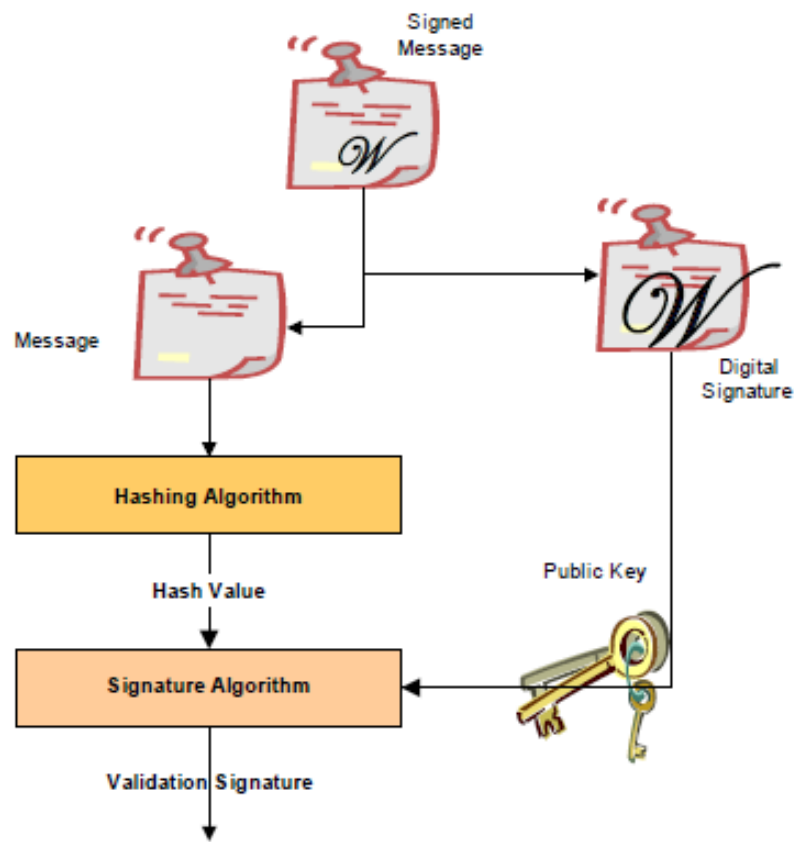 Signed
Message
Message
Digital
Signature
Hashing Algorithm
Hash Value
Public Key
Signature Algorithm
Validation Signature